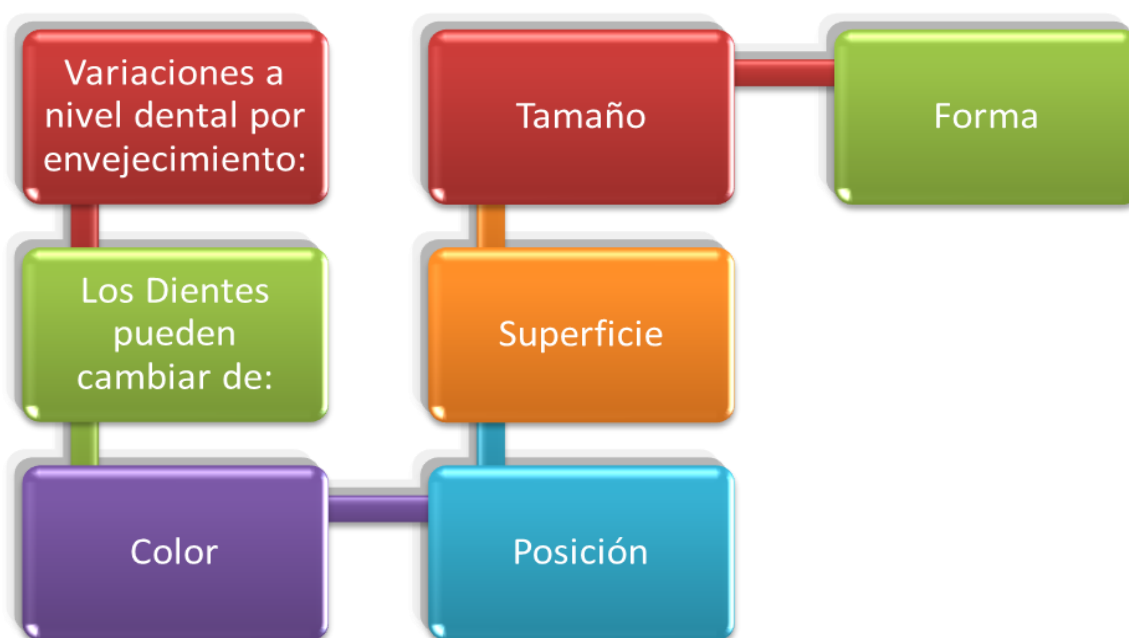 Variaciones a
nivel dental por
envejecimiento:
Los Dientes
pueden
cambiar de:
Color
Posición
Superficie
Tamaño
Forma